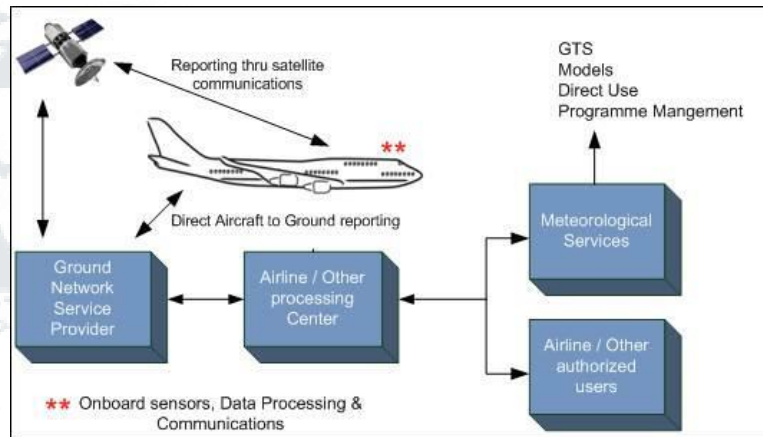 Reporting thru satellite
communications
GTS
Models
Direct Use
Programme Mangement
**
Direct Aircraft to Ground reporting
Ground
Network
Service
Provider
Airline / Other
processing
Center
Meteorological
Services
Airline / Other
authorized
users
** Onboard sensors, Data Processing &
Communications